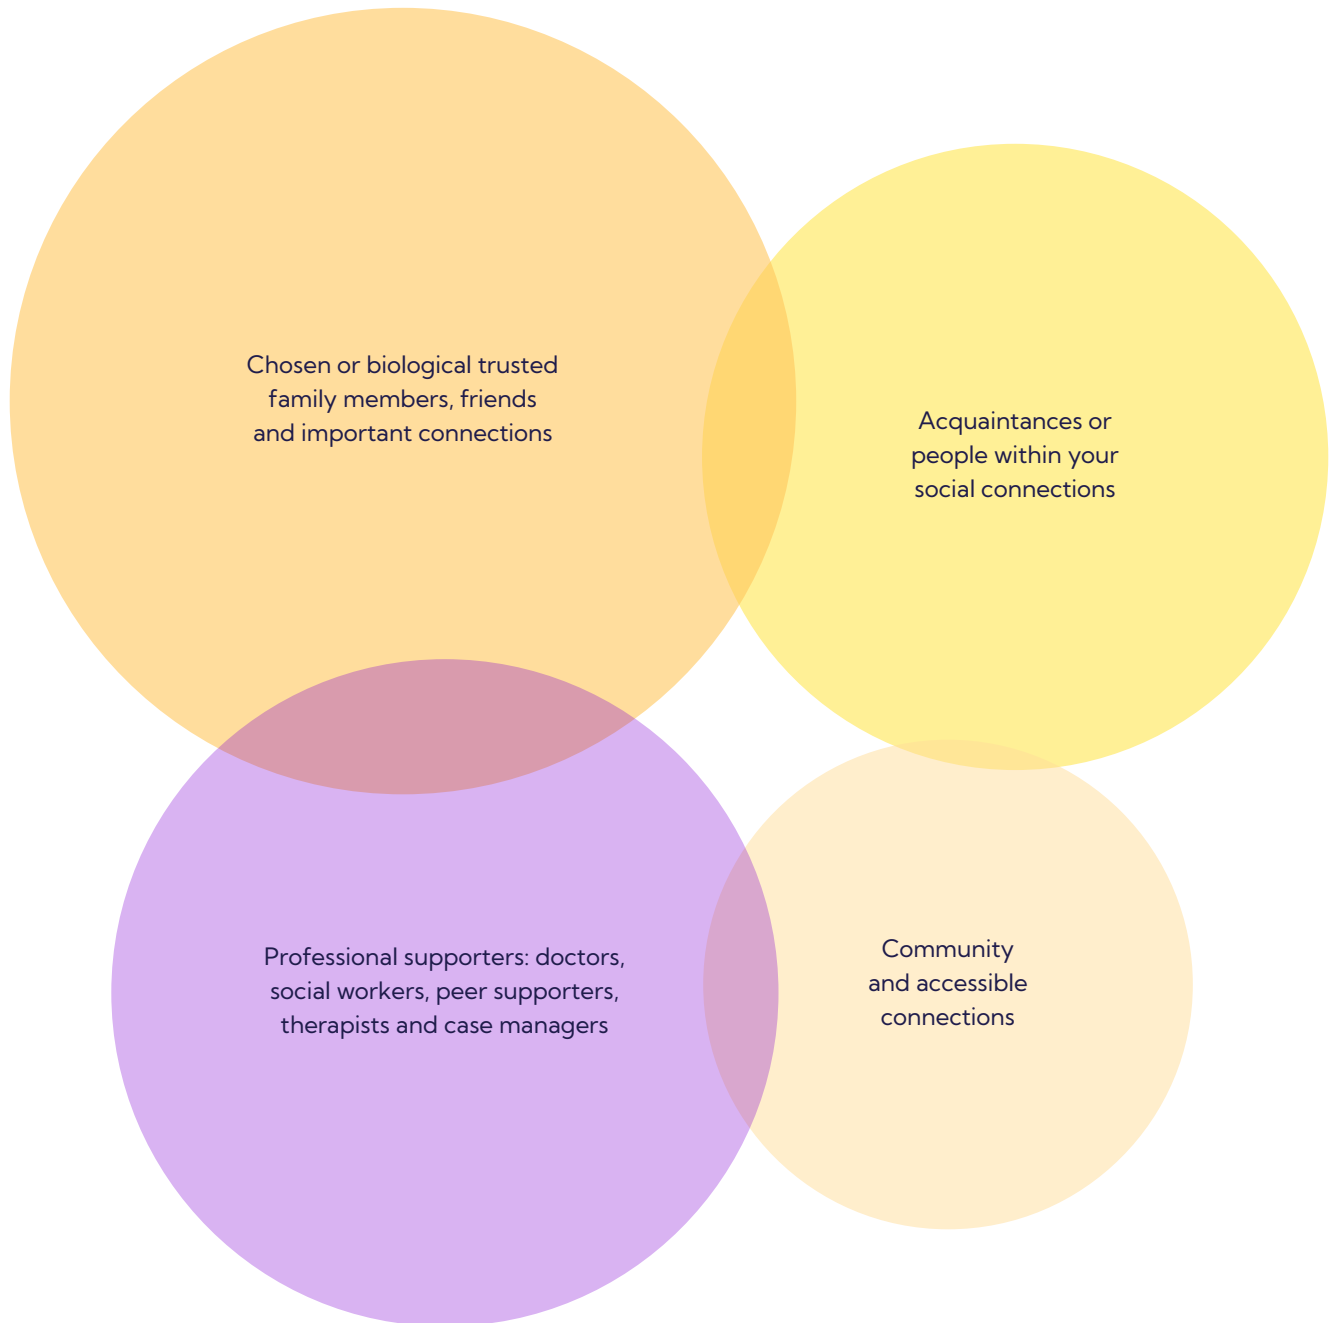 Chosen or biological trusted
family members, friends
and important connections
Acquaintances or
people within your
social connections
Professional supporters: doctors,
social workers, peer supporters,
therapists and case managers
Community
and accessible
connections